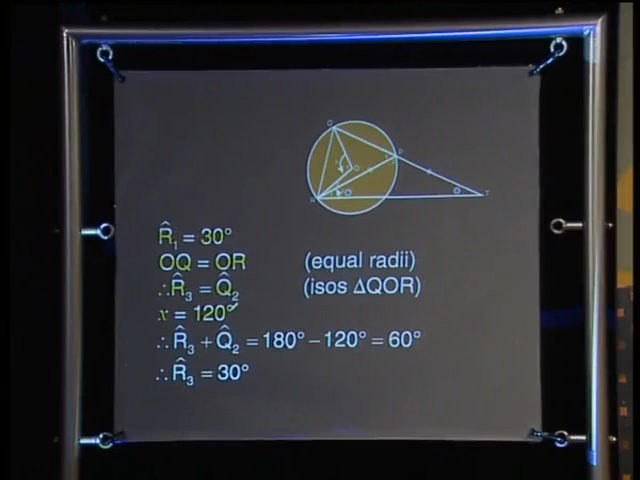 Q
P
O
R
T
R̂₁ = 30°
OQ = OR (equal radii)
∴R̂₃ = Q̂₂ (isos ΔQOR)
x = 120°
∴R̂₃ + Q̂₂ = 180° – 120° = 60°
∴R̂₃ = 30°